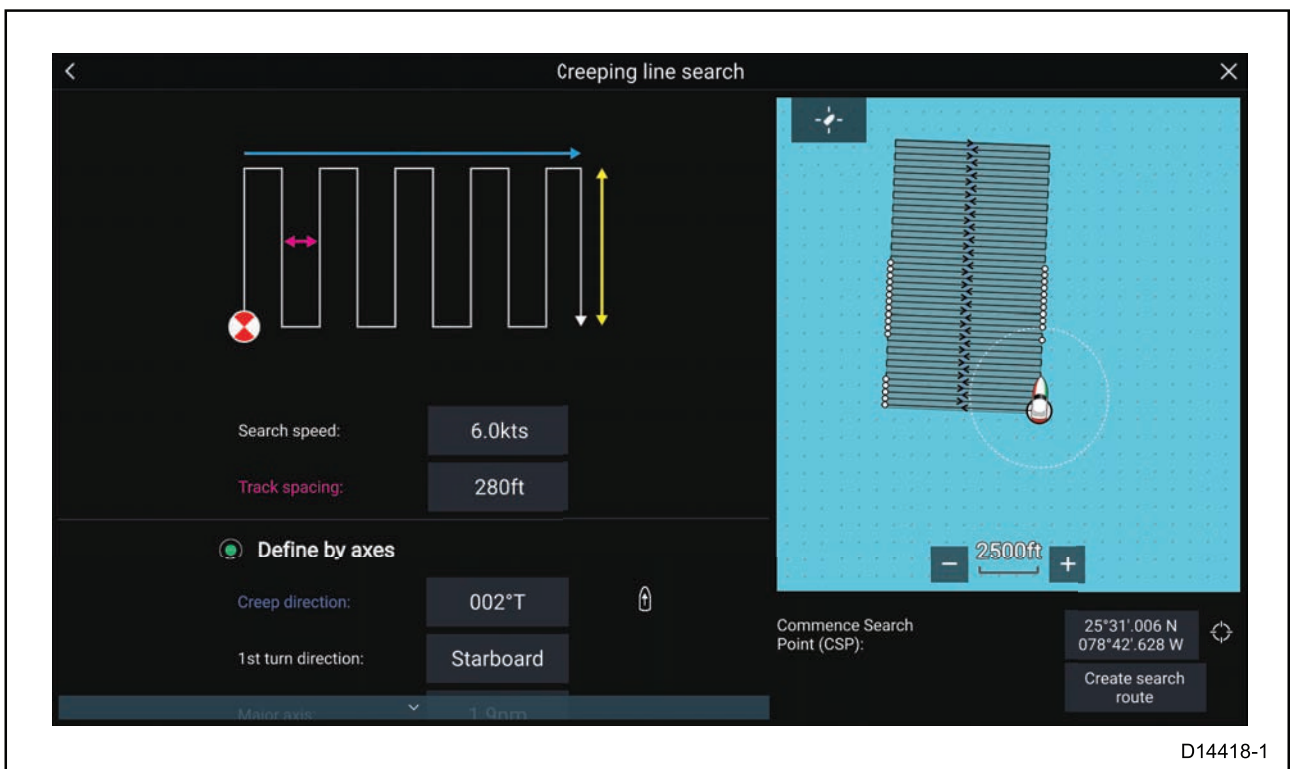 Creeping line search
Search speed: 6.0kts
Track spacing: 280ft
Define by axes
Creep direction: 002°T
1st turn direction: Starboard
Major axis: 1.9nm
2500ft
Commence Search
Point (CSP):
25°31'.006 N
078°42'.628 W
Create search
route
D14418-1